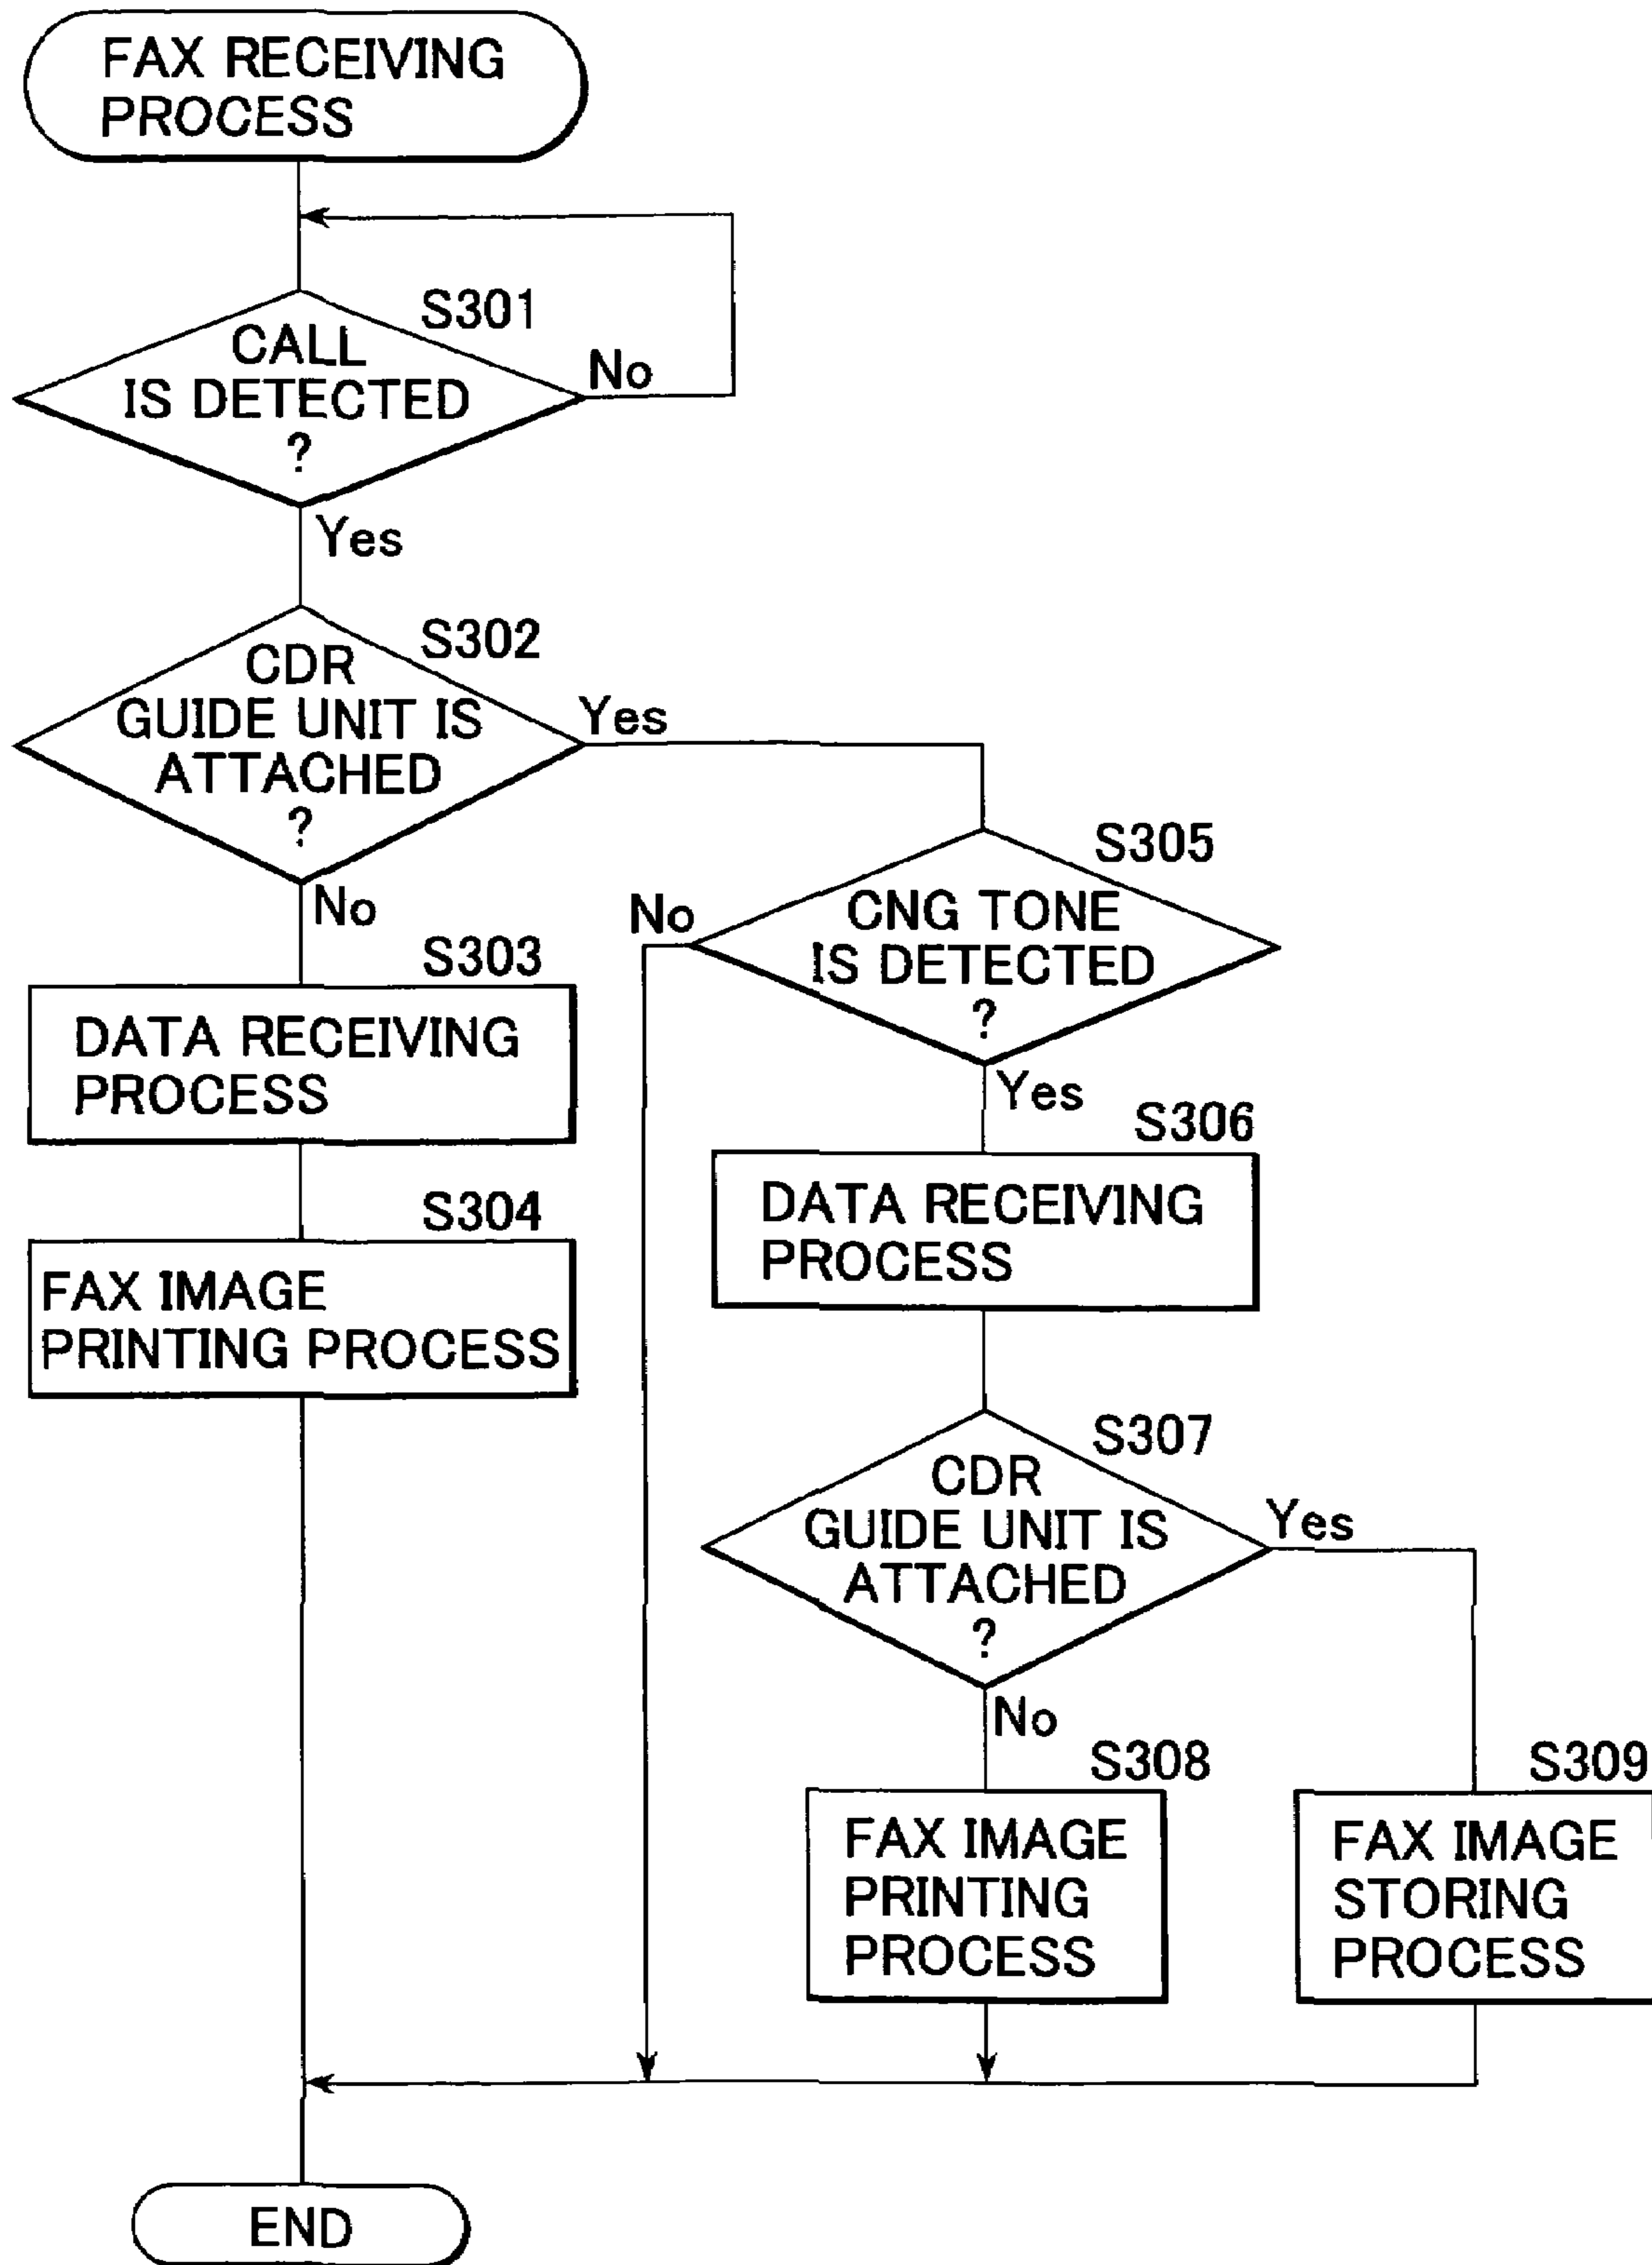 FAX RECEIVING
PROCESS
S301
CALL
IS DETECTED
?
No
Yes
S302
CDR
GUIDE UNIT IS
ATTACHED
?
Yes
No
S303
DATA RECEIVING
PROCESS
S304
FAX IMAGE
PRINTING PROCESS
S305
CNG TONE
IS DETECTED
?
No
Yes
S306
DATA RECEIVING
PROCESS
S307
CDR
GUIDE UNIT IS
ATTACHED
?
Yes
No
S308
FAX IMAGE
PRINTING
PROCESS
S309
FAX IMAGE
STORING
PROCESS
END